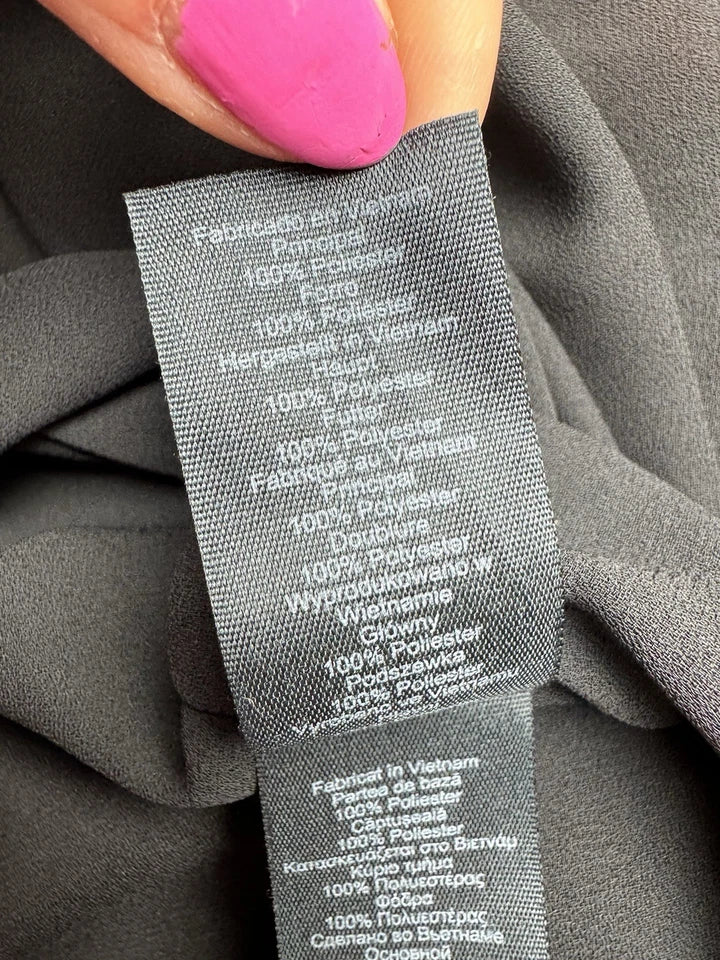 Fabricado en Vietnam
Principal
100% Poliester
Forro
100% Poliester
Hergestellt in Vietnam
Haupt
100% Polyester
Futter
100% Polyester
Fabriqué au Vietnam
Principal
100% Polyester
Doublure
100% Polyester
Wyprodukowano w
Wietnamie
Główny
100% Poliester
Podszewka
100% Poliester
Fabricat în Vietnam
Partea de bază
100% Poliester
Căptușeală
100% Poliester
Κατασκευάζεται στο Βιετνάμ
Κύριο τμήμα
100% Πολυεστέρας
Φόδρα
100% Πολυεστέρας
Сделано во Вьетнаме
Основной